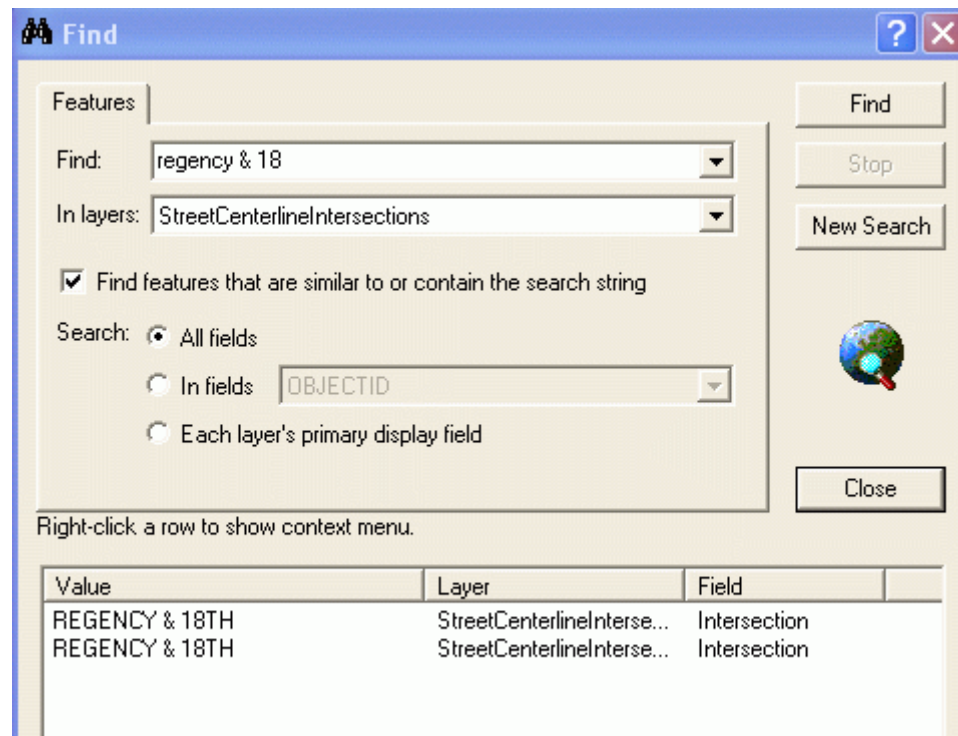 Find
Features
Find
Find: regency & 18
Stop
In layers: StreetCenterlineIntersections
New Search
Find features that are similar to or contain the search string
Search: All fields
In fields OBJECTID
Each layer's primary display field
Close
Right-click a row to show context menu.
Value Layer Field
REGENCY & 18TH StreetCenterlineInterse... Intersection
REGENCY & 18TH StreetCenterlineInterse... Intersection